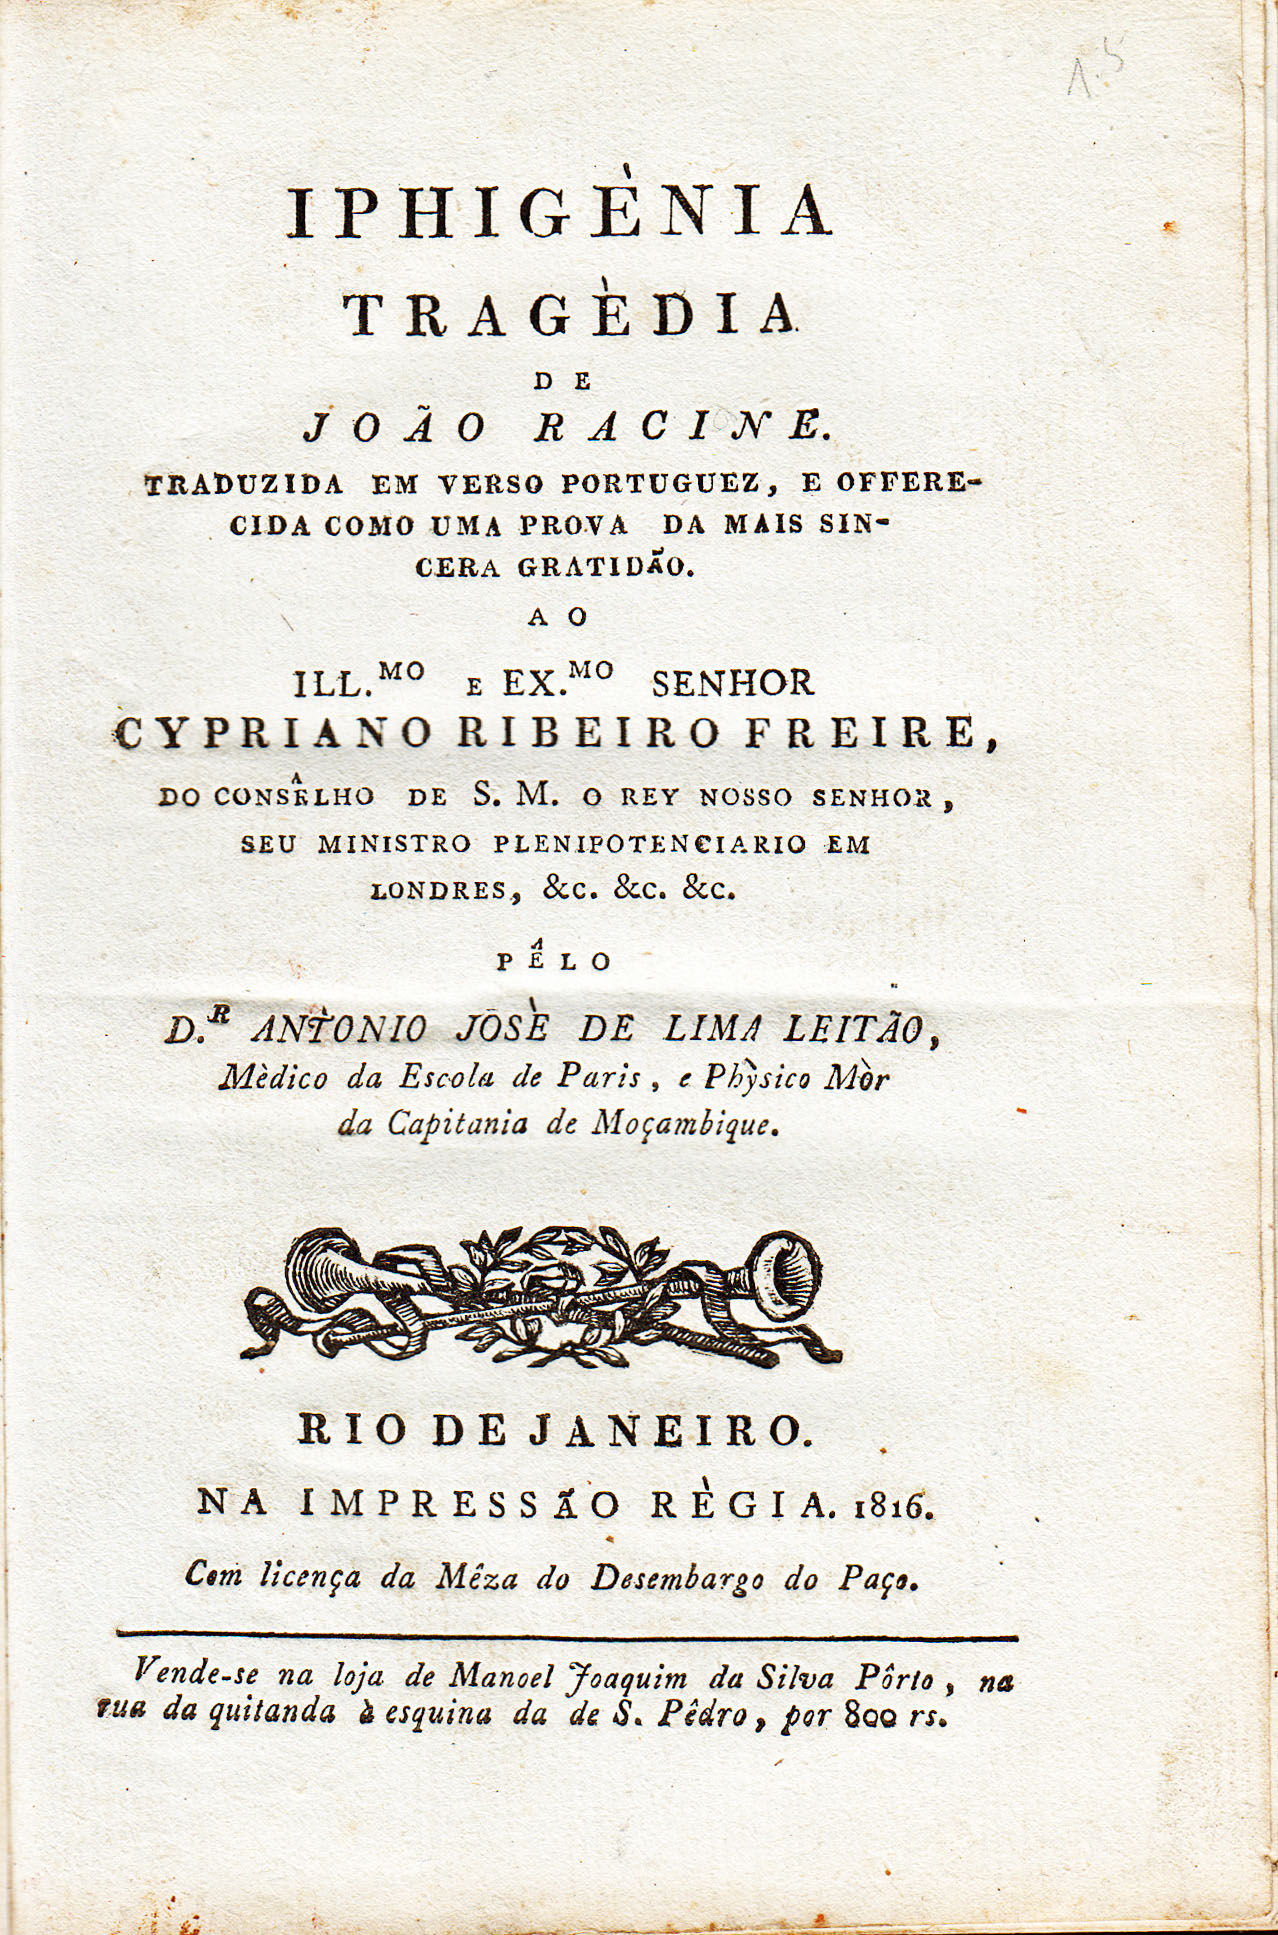 1.5
IPHIGÈNIA
TRAGÈDIA
DE
JOÃO RACINE.
TRADUZIDA EM VERSO PORTUGUEZ, E OFFERE-
CIDA COMO UMA PROVA DA MAIS SIN-
CERA GRATIDÃO.
AO
ILL.MO E EX.MO SENHOR
CYPRIANO RIBEIRO FREIRE,
DO CONSÊLHO DE S. M. O REY NOSSO SENHOR,
SEU MINISTRO PLENIPOTENCIARIO EM
LONDRES, &C. &C. &C.
PÊLO
D.R ANTÒNIO JOSÈ DE LIMA LEITÃO,
Mèdico da Escola de Paris, e Phỳsico Mòr
da Capitania de Moçambique.
RIO DE JANEIRO.
NA IMPRESSÃO RÈGIA. 1816.
Com licença da Mêza do Desembargo do Paço.
Vende-se na loja de Manoel Joaquim da Silva Pôrto, na
rua da quitanda à esquina da de S. Pêdro, por 800 rs.